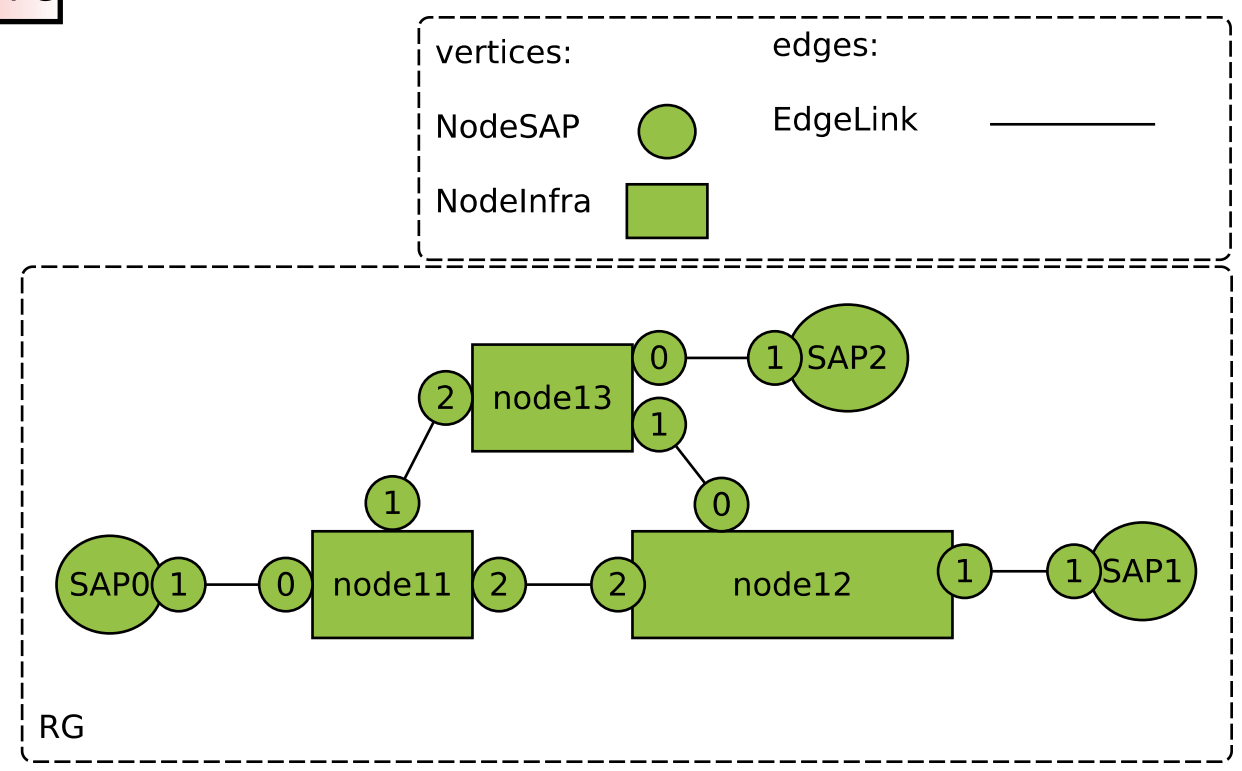 vertices:
edges:
NodeSAP
EdgeLink
NodeInfra
0
1
SAP2
2
node13
1
1
0
SAP0
1
0
node11
2
2
node12
1
1
SAP1
RG